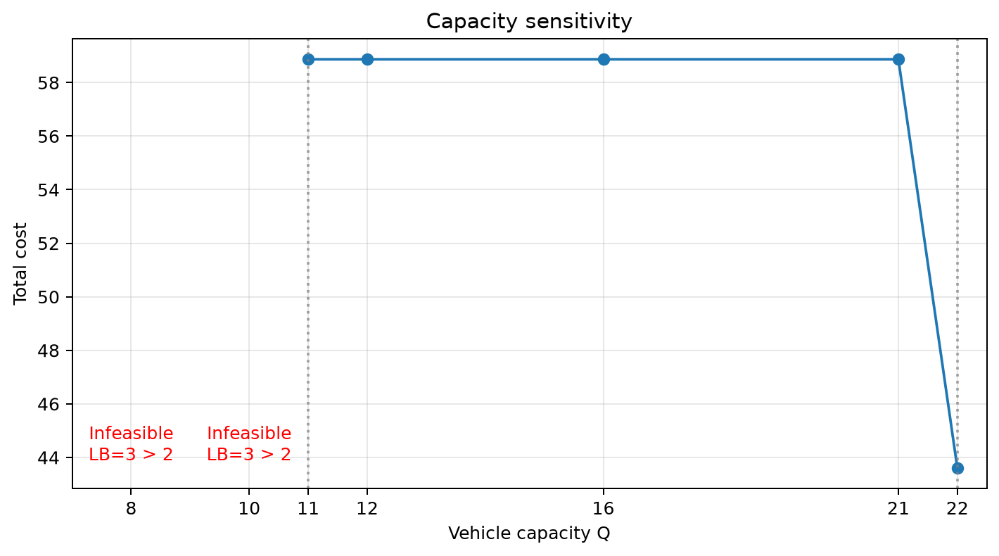 Capacity sensitivity
Total cost
58
56
54
52
50
48
46
44
Infeasible
LB=3 > 2
Infeasible
LB=3 > 2
8 10 11 12 16 21 22
Vehicle capacity Q